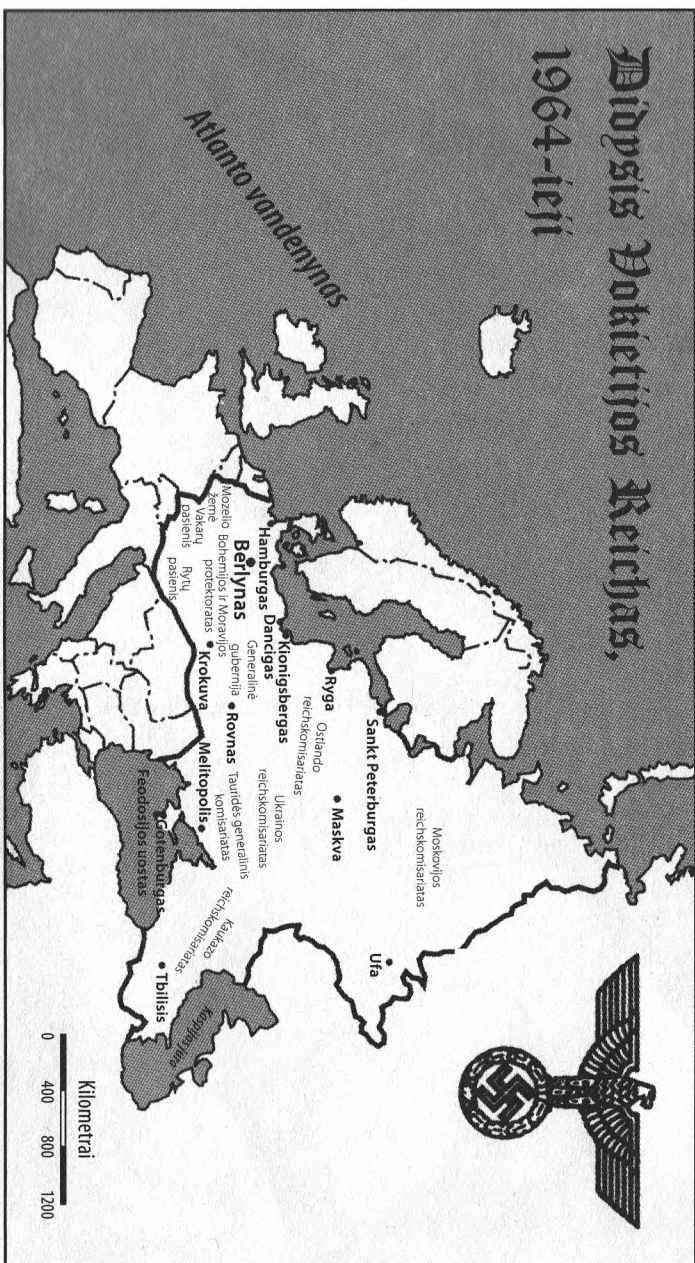 Didysis Vokietijos Reichas,
1964-ieji
Atlanto vandenynas
Moskovijos
reichskomisariatas
Sankt Peterburgas
Ufa
Ryga
Ostlando
reichskomisariatas
Maskva
Kionigsbergas
Hamburgas
Dancigas
Berlynas
Generalinė
gubernija
Ukrainos
reichskomisariatas
Mozelio
žemė
Bohemijos ir Moravijos
protektoratas
Rovnas
Tauridės generalinis
komisariatas
Vakarų
pasienis
Rytų
pasienis
Krokuva
Melitopolis
Kaukazo
reichskomisariatas
Gotenburgas
Feodosijos uostas
Tbilisis
Kaspijos jūra
Kilometrai
0 400 800 1200